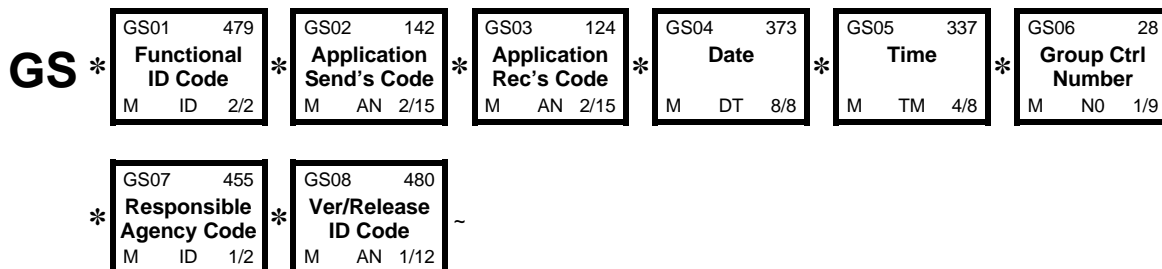 GS01 479 GS02 142 GS03 124 GS04 373 GS05 337 GS06 28
GS * Functional * Application * Application * Date * Time * Group Ctrl
ID Code Send's Code Rec's Code Number
M ID 2/2 M AN 2/15 M AN 2/15 M DT 8/8 M TM 4/8 M N0 1/9
GS07 455 GS08 480
* Responsible * Ver/Release ~
Agency Code ID Code
M ID 1/2 M AN 1/12